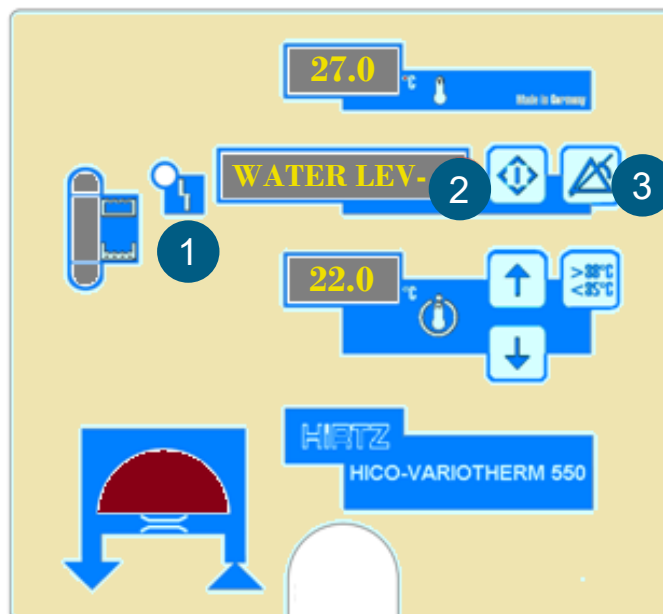 27.0
°C
Made in Germany
WATER LEV-
2
3
1
22.0
°C
>38°C
<35°C
HIRTZ
HICO-VARIOTHERM 550